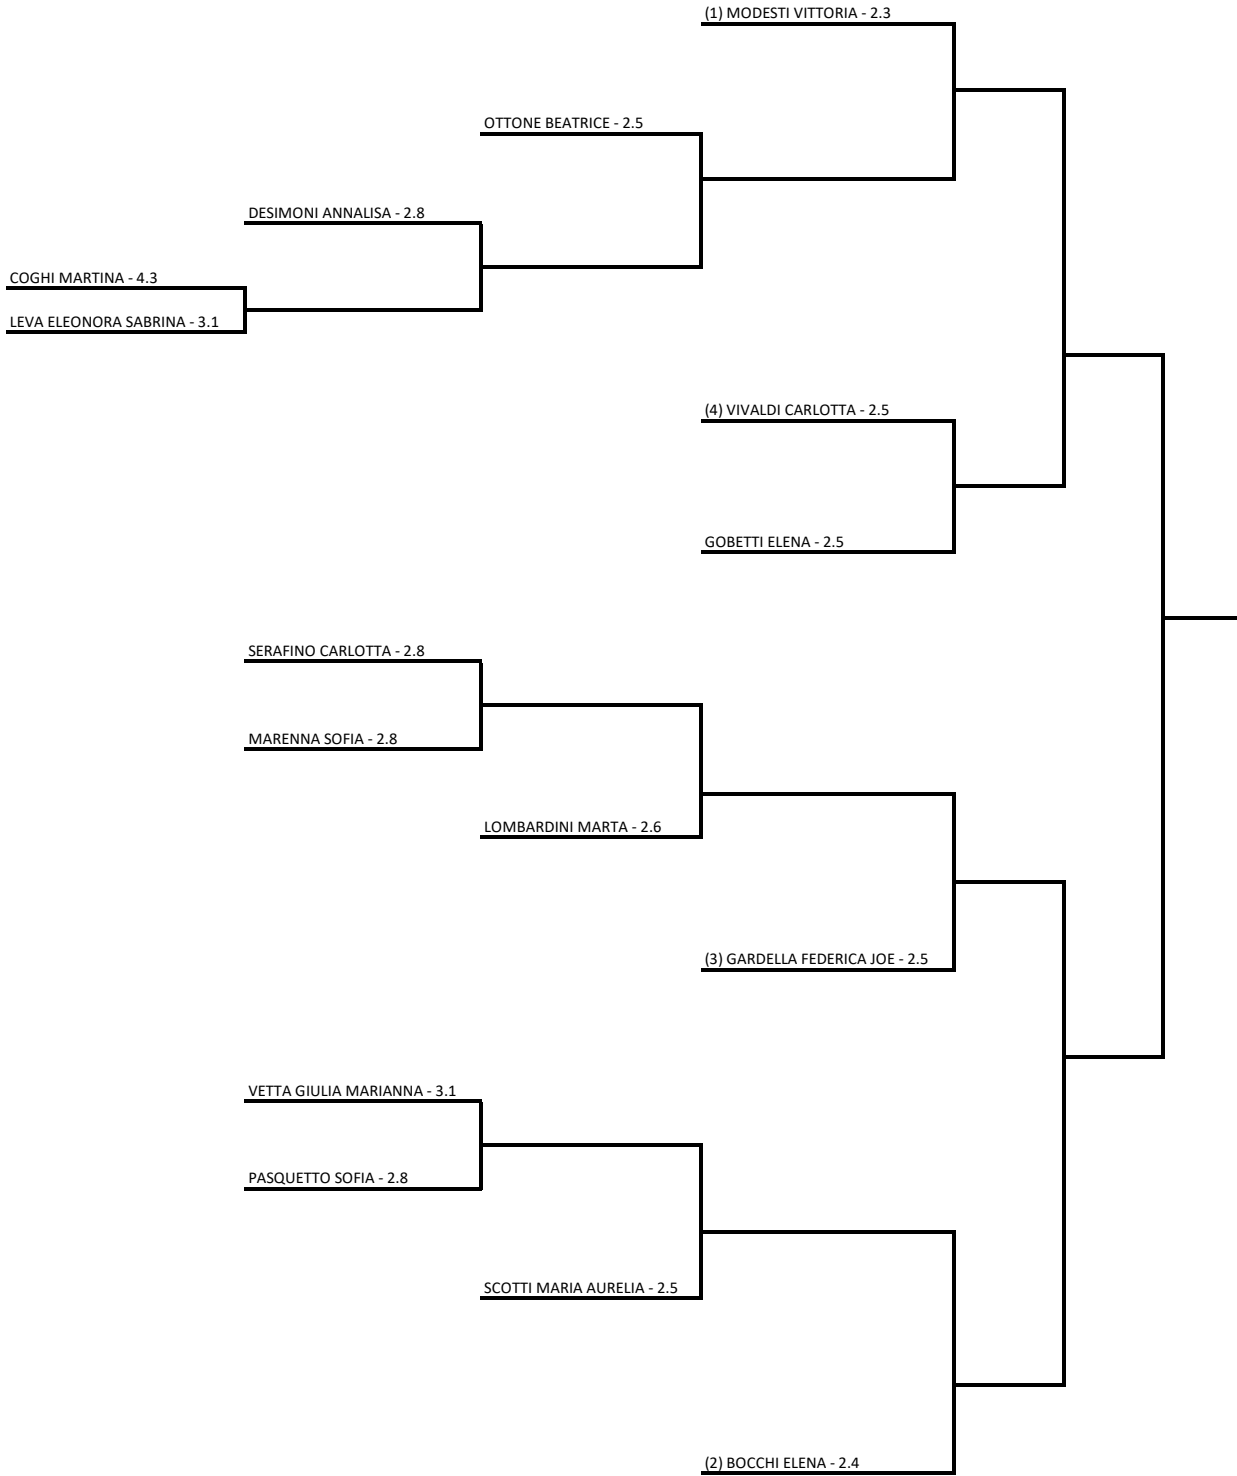 (1) MODESTI VITTORIA - 2.3
OTTONE BEATRICE - 2.5
DESIMONI ANNALISA - 2.8
COGHI MARTINA - 4.3
LEVA ELEONORA SABRINA - 3.1
(4) VIVALDI CARLOTTA - 2.5
GOBETTI ELENA - 2.5
SERAFINO CARLOTTA - 2.8
MARENNA SOFIA - 2.8
LOMBARDINI MARTA - 2.6
(3) GARDELLA FEDERICA JOE - 2.5
VETTA GIULIA MARIANNA - 3.1
PASQUETTO SOFIA - 2.8
SCOTTI MARIA AURELIA - 2.5
(2) BOCCHI ELENA - 2.4